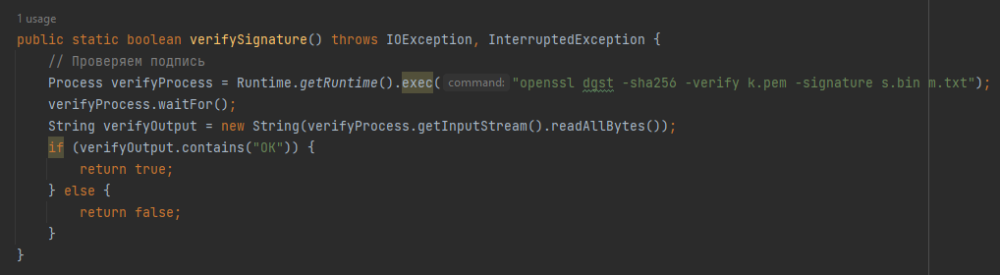 1 usage
public static boolean verifySignature() throws IOException, InterruptedException {
    // Проверяем подпись
    Process verifyProcess = Runtime.getRuntime().exec( command: "openssl dgst -sha256 -verify k.pem -signature s.bin m.txt");
    verifyProcess.waitFor();
    String verifyOutput = new String(verifyProcess.getInputStream().readAllBytes());
    if (verifyOutput.contains("OK")) {
        return true;
    } else {
        return false;
    }
}